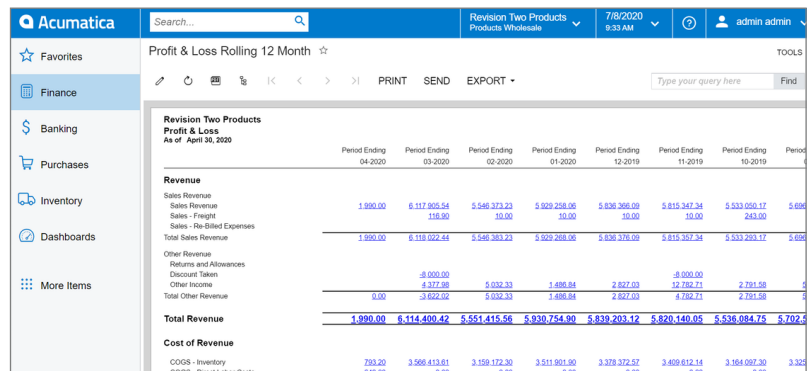 Acumatica
Search...
Revision Two Products
Products Wholesale
7/8/2020
9:33 AM
?
admin admin
Favorites
Finance
Banking
Purchases
Inventory
Dashboards
More Items
Profit & Loss Rolling 12 Month
TOOLS
PRINT SEND EXPORT
Type your query here Find
Revision Two Products
Profit & Loss
As of April 30, 2020
Period Ending Period Ending Period Ending Period Ending Period Ending Period Ending Period Ending Period
04-2020 03-2020 02-2020 01-2020 12-2019 11-2019 10-2019
Revenue
Sales Revenue
Sales Revenue 1,990.00 6,117,905.54 5,546,373.23 5,929,258.06 5,836,366.09 5,815,347.34 5,533,050.17 5,696
Sales - Freight 116.90 10.00 10.00 10.00 10.00 243.00
Sales - Re-Billed Expenses
Total Sales Revenue 1,990.00 6,118,022.44 5,546,383.23 5,929,268.06 5,836,376.09 5,815,357.34 5,533,293.17 5,696
Other Revenue
Returns and Allowances
Discount Taken -8,000.00 -8,000.00
Other Income 4,377.98 5,032.33 1,486.84 2,827.03 12,782.71 2,791.58 5
Total Other Revenue 0.00 -3,622.02 5,032.33 1,486.84 2,827.03 4,782.71 2,791.58 5
Total Revenue 1,990.00 6,114,400.42 5,551,415.56 5,930,754.90 5,839,203.12 5,820,140.05 5,536,084.75 5,702,5
Cost of Revenue
COGS - Inventory 793.20 3,566,413.61 3,159,172.30 3,511,901.90 3,378,372.57 3,409,612.14 3,164,097.30 3,325